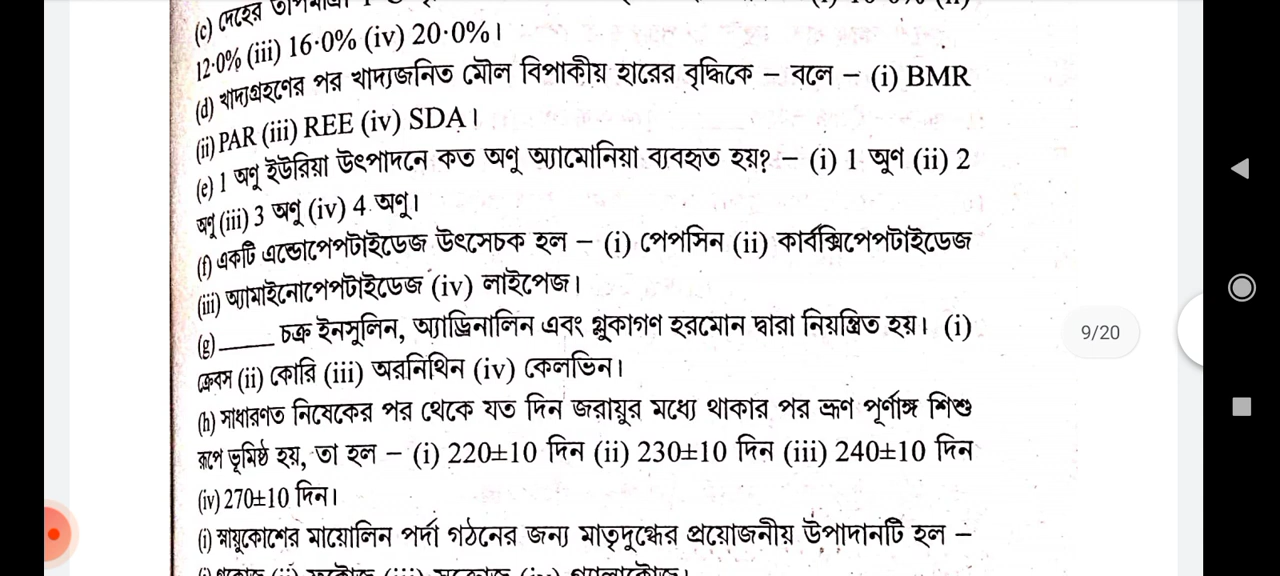 (c) দেহের
12·0% (iii) 16·0% (iv) 20·0%।
(d) খাদ্যগ্রহণের পর খাদ্যজনিত মৌল বিপাকীয় হারের বৃদ্ধিকে – বলে – (i) BMR
(ii) PAR (iii) REE (iv) SDA।
(e) 1 অণু ইউরিয়া উৎপাদনে কত অণু অ্যামোনিয়া ব্যবহৃত হয়? – (i) 1 অুণ (ii) 2
অণু (iii) 3 অণু (iv) 4 অণু।
(f) একটি এন্ডোপেপটাইডেজ উৎসেচক হল – (i) পেপসিন (ii) কার্বক্সিপেপটাইডেজ
(iii) অ্যামাইনোপেপটাইডেজ (iv) লাইপেজ।
(g) _____ চক্র ইনসুলিন, অ্যাড্রিনালিন এবং গ্লুকাগণ হরমোন দ্বারা নিয়ন্ত্রিত হয়। (i)
ক্রেবস (ii) কোরি (iii) অরনিথিন (iv) কেলভিন।
(h) সাধারণত নিষেকের পর থেকে যত দিন জরায়ুর মধ্যে থাকার পর ভ্রূণ পূর্ণাঙ্গ শিশু
রূপে ভূমিষ্ঠ হয়, তা হল – (i) 220±10 দিন (ii) 230±10 দিন (iii) 240±10 দিন
(iv) 270±10 দিন।
(i) স্নায়ুকোশের মায়োলিন পর্দা গঠনের জন্য মাতৃদুগ্ধের প্রয়োজনীয় উপাদানটি হল –
9/20